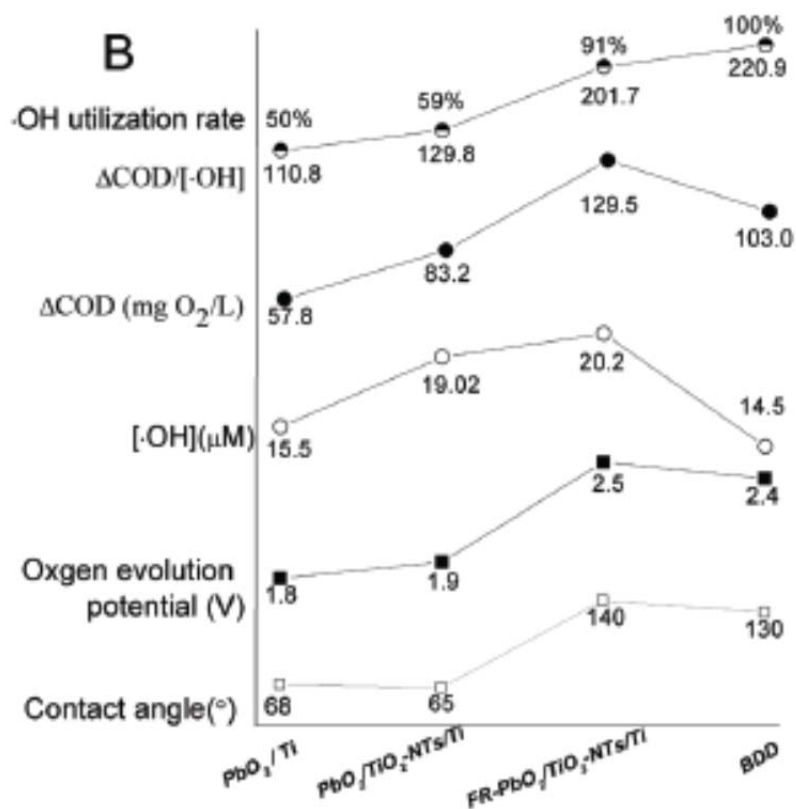 B
100%
91%
220.9
·OH utilization rate 50% 59% 201.7
129.8
ΔCOD/[·OH] 110.8
129.5
103.0
83.2
ΔCOD (mg O2/L) 57.8
20.2
19.02
14.5
[·OH](μM) 15.5
2.5 2.4
Oxgen evolution
potential (V) 1.8 1.9
140 130
Contact angle(°) 68 65
PbO2/Ti
PbO2/TiO2-NTs/Ti
FR-PbO2/TiO2-NTs/Ti
BDD